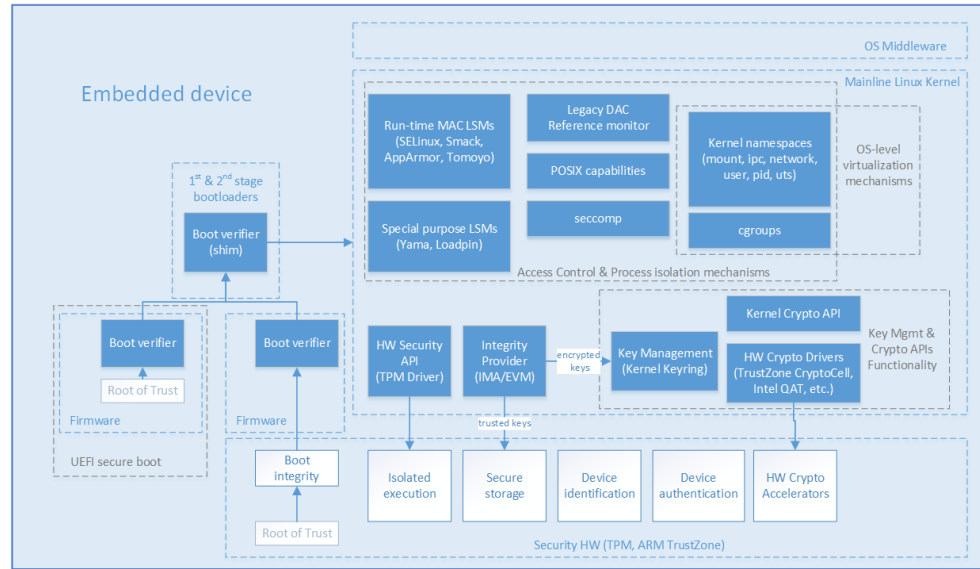 OS Middleware
Mainline Linux Kernel
Embedded device
Run-time MAC LSMs
(SELinux, Smack,
AppArmor, Tomoyo)
Legacy DAC
Reference monitor
Kernel namespaces
(mount, ipc, network,
user, pid, uts)
OS-level
virtualization
mechanisms
POSIX capabilities
1st & 2nd stage
bootloaders
Boot verifier
(shim)
Special purpose LSMs
(Yama, Loadpin)
seccomp
cgroups
Access Control & Process isolation mechanisms
Kernel Crypto API
Key Mgmt &
Crypto APIs
Functionality
Boot verifier
Boot verifier
HW Security
API
(TPM Driver)
Integrity
Provider
(IMA/EVM)
encrypted
keys
Key Management
(Kernel Keyring)
HW Crypto Drivers
(TrustZone CryptoCell,
Intel QAT, etc.)
Root of Trust
Firmware
Firmware
trusted keys
UEFI secure boot
Boot
integrity
Isolated
execution
Secure
storage
Device
identification
Device
authentication
HW Crypto
Accelerators
Root of Trust
Security HW (TPM, ARM TrustZone)